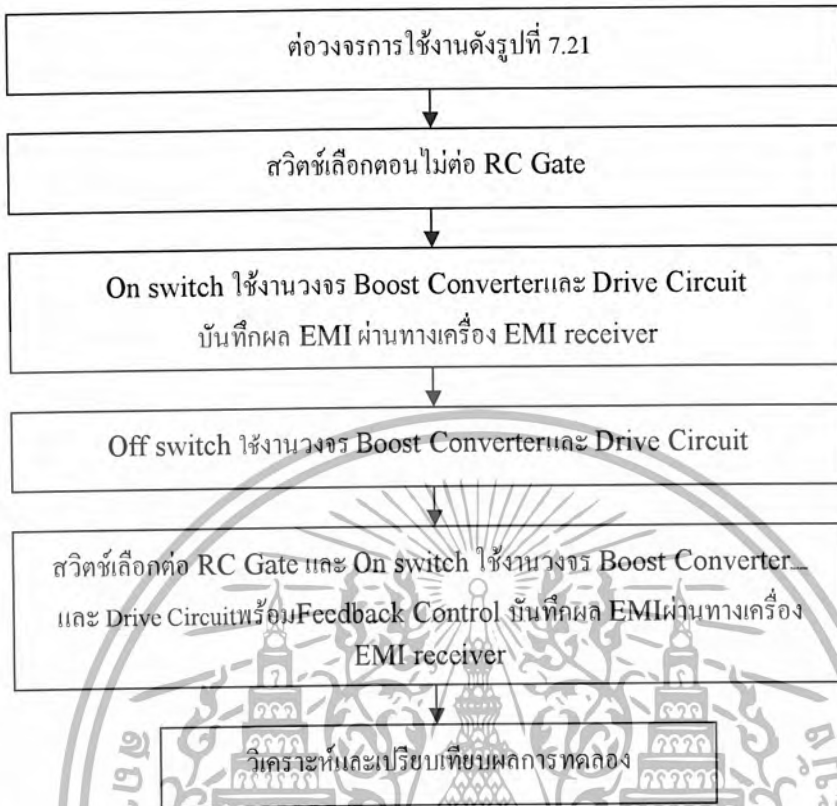 ต่อวงจรการใช้งานดังรูปที่ 7.21
สวิตช์เลือกตอนไม่ต่อ RC Gate
On switch ใช้งานวงจร Boost Converterและ Drive Circuit
บันทึกผล EMI ผ่านทางเครื่อง EMI receiver
Off switch ใช้งานวงจร Boost Converterและ Drive Circuit
สวิตช์เลือกต่อ RC Gate และ On switch ใช้งานวงจร Boost Converter
และ Drive Circuitพร้อมFeedback Control บันทึกผล EMIผ่านทางเครื่อง
EMI receiver
วิเคราะห์และเปรียบเทียบผลการทดลอง